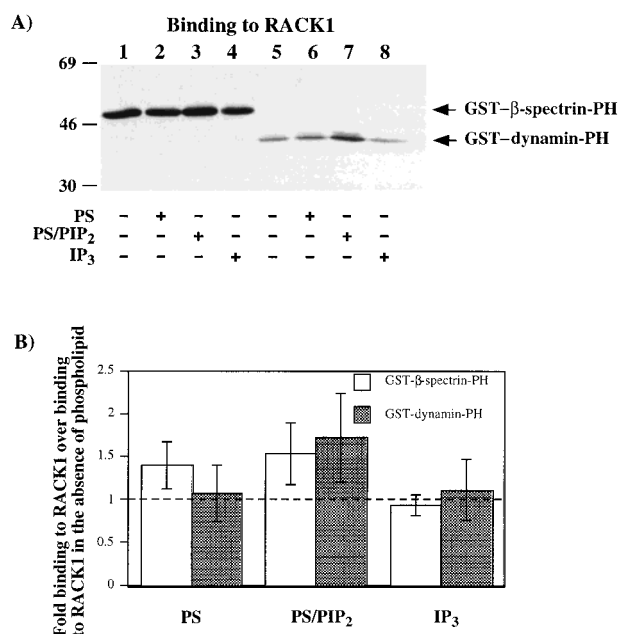 A)
Binding to RACK1
1 2 3 4 5 6 7 8
69
GST–β-spectrin-PH
46
GST–dynamin-PH
30
PS - + - - - + - -
PS/PIP2 - - + - - - + -
IP3 - - - + - - - +
B)
Fold binding to RACK1 over binding
to RACK1 in the absence of phospholipid
2.5
2
1.5
1
0.5
0
GST-β-spectrin-PH
GST-dynamin-PH
PS PS/PIP2 IP3